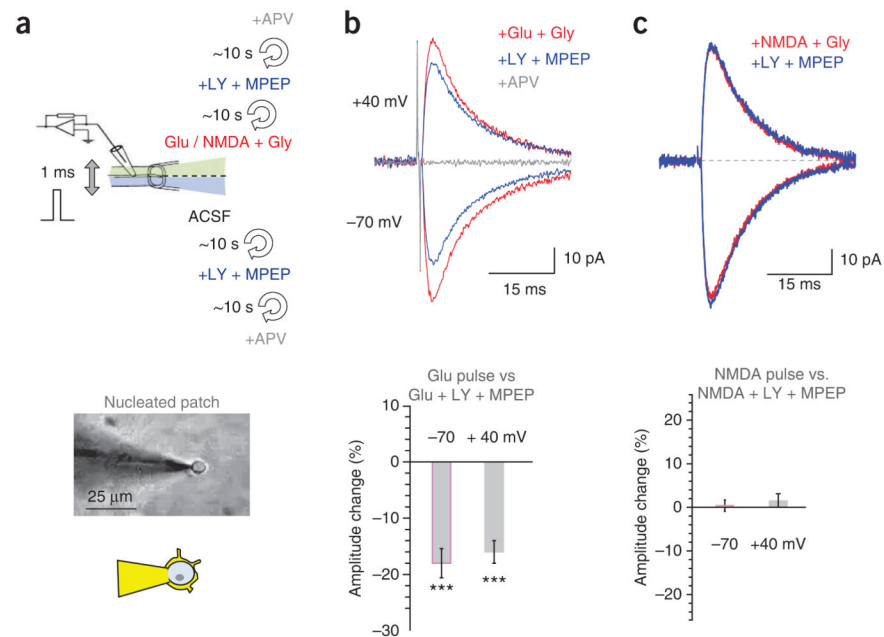 a
+APV
~10 s
+LY + MPEP
~10 s
Glu / NMDA + Gly
1 ms
ACSF
~10 s
+LY + MPEP
~10 s
+APV
Nucleated patch
25 μm
b
+Glu + Gly
+LY + MPEP
+APV
+40 mV
–70 mV
10 pA
15 ms
Glu pulse vs
Glu + LY + MPEP
–70 + 40 mV
Amplitude change (%)
10
0
–10
–20
–30
*** ***
c
+NMDA + Gly
+LY + MPEP
10 pA
15 ms
NMDA pulse vs.
NMDA + LY + MPEP
Amplitude change (%)
20
10
0
–10
–20
–70 +40 mV